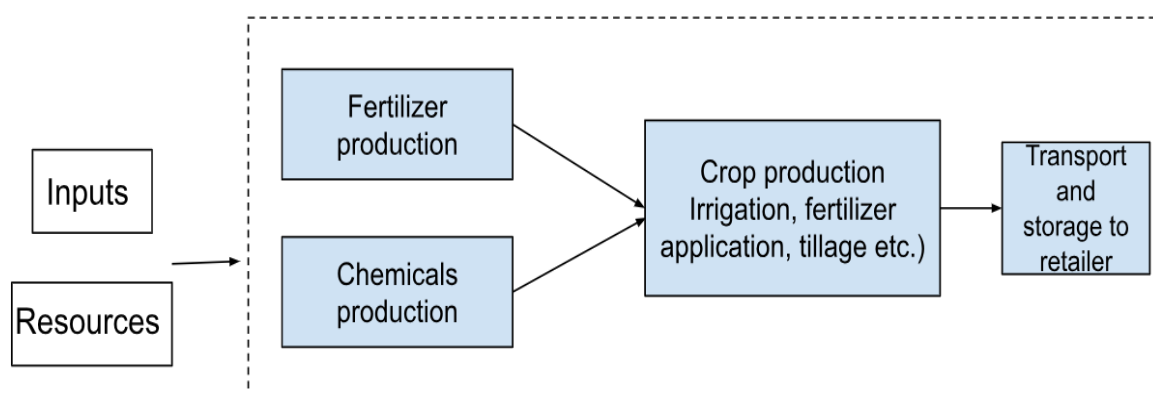 Inputs
Resources
Fertilizer
production
Chemicals
production
Crop production
Irrigation, fertilizer
application, tillage etc.)
Transport
and
storage to
retailer